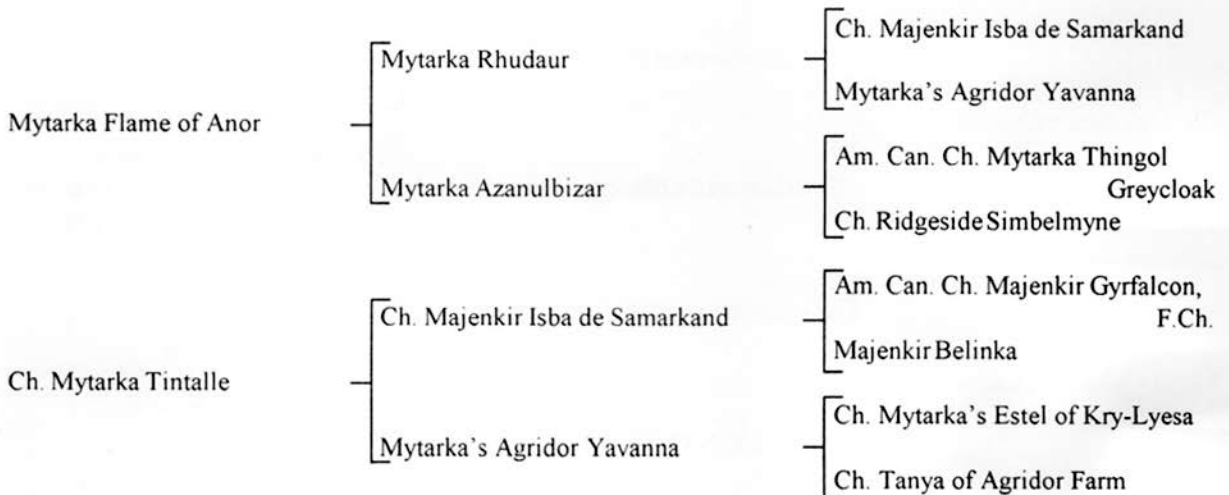 Ch. Majenkir Isba de Samarkand
Mytarka Rhudaur
Mytarka's Agridor Yavanna
Mytarka Flame of Anor
Am. Can. Ch. Mytarka Thingol
Greycloak
Mytarka Azanulbizar
Ch. Ridgeside Simbelmyne
Am. Can. Ch. Majenkir Gyrfalcon,
F.Ch.
Ch. Majenkir Isba de Samarkand
Majenkir Belinka
Ch. Mytarka Tintalle
Ch. Mytarka's Estel of Kry-Lyesa
Mytarka's Agridor Yavanna
Ch. Tanya of Agridor Farm